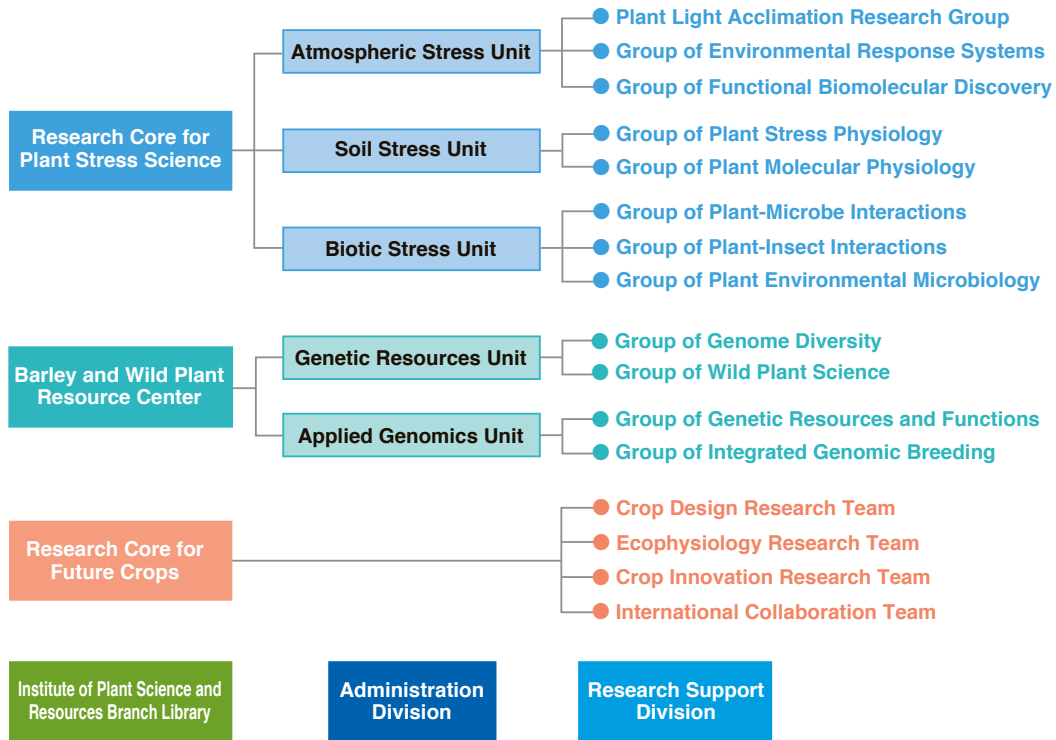 Research Core for
Plant Stress Science
Atmospheric Stress Unit
Plant Light Acclimation Research Group
Group of Environmental Response Systems
Group of Functional Biomolecular Discovery
Soil Stress Unit
Group of Plant Stress Physiology
Group of Plant Molecular Physiology
Biotic Stress Unit
Group of Plant-Microbe Interactions
Group of Plant-Insect Interactions
Group of Plant Environmental Microbiology
Barley and Wild Plant
Resource Center
Genetic Resources Unit
Group of Genome Diversity
Group of Wild Plant Science
Applied Genomics Unit
Group of Genetic Resources and Functions
Group of Integrated Genomic Breeding
Research Core for
Future Crops
Crop Design Research Team
Ecophysiology Research Team
Crop Innovation Research Team
International Collaboration Team
Institute of Plant Science and
Resources Branch Library
Administration
Division
Research Support
Division